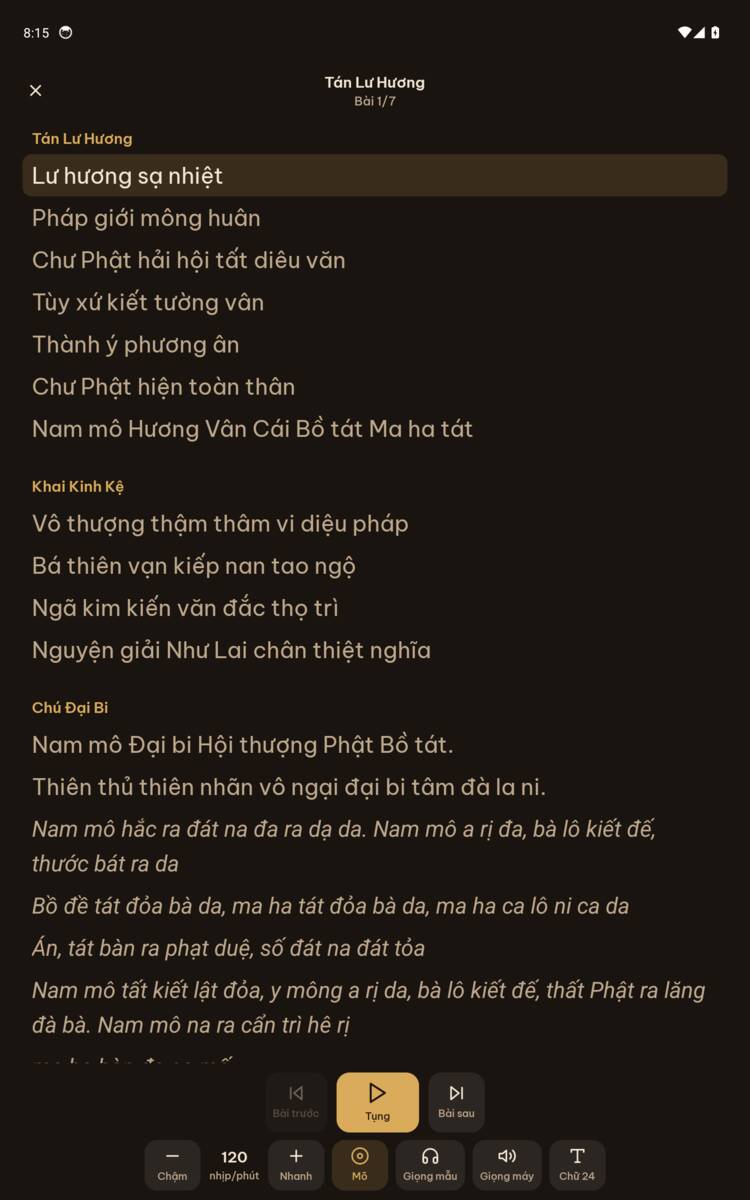 8:15
Tán Lư Hương
Bài 1/7
Tán Lư Hương
Lư hương sạ nhiệt
Pháp giới mông huân
Chư Phật hải hội tất diêu văn
Tùy xứ kiết tường vân
Thành ý phương ân
Chư Phật hiện toàn thân
Nam mô Hương Vân Cái Bồ tát Ma ha tát
Khai Kinh Kệ
Vô thượng thậm thâm vi diệu pháp
Bá thiên vạn kiếp nan tao ngộ
Ngã kim kiến văn đắc thọ trì
Nguyện giải Như Lai chân thiệt nghĩa
Chú Đại Bi
Nam mô Đại bi Hội thượng Phật Bồ tát.
Thiên thủ thiên nhãn vô ngại đại bi tâm đà la ni.
Nam mô hắc ra đát na đa ra dạ da. Nam mô a rị đa, bà lô kiết đế,
thước bát ra da
Bồ đề tát đỏa bà da, ma ha tát đỏa bà da, ma ha ca lô ni ca da
Án, tát bàn ra phạt duệ, số đát na đát tỏa
Nam mô tất kiết lật đỏa, y mông a rị da, bà lô kiết đế, thất Phật ra lăng
đà bà. Nam mô na ra cẩn trì hê rị
Bài trước
Tụng
Bài sau
Chậm
120
nhịp/phút
Nhanh
Mõ
Giọng mẫu
Giọng máy
Chữ 24